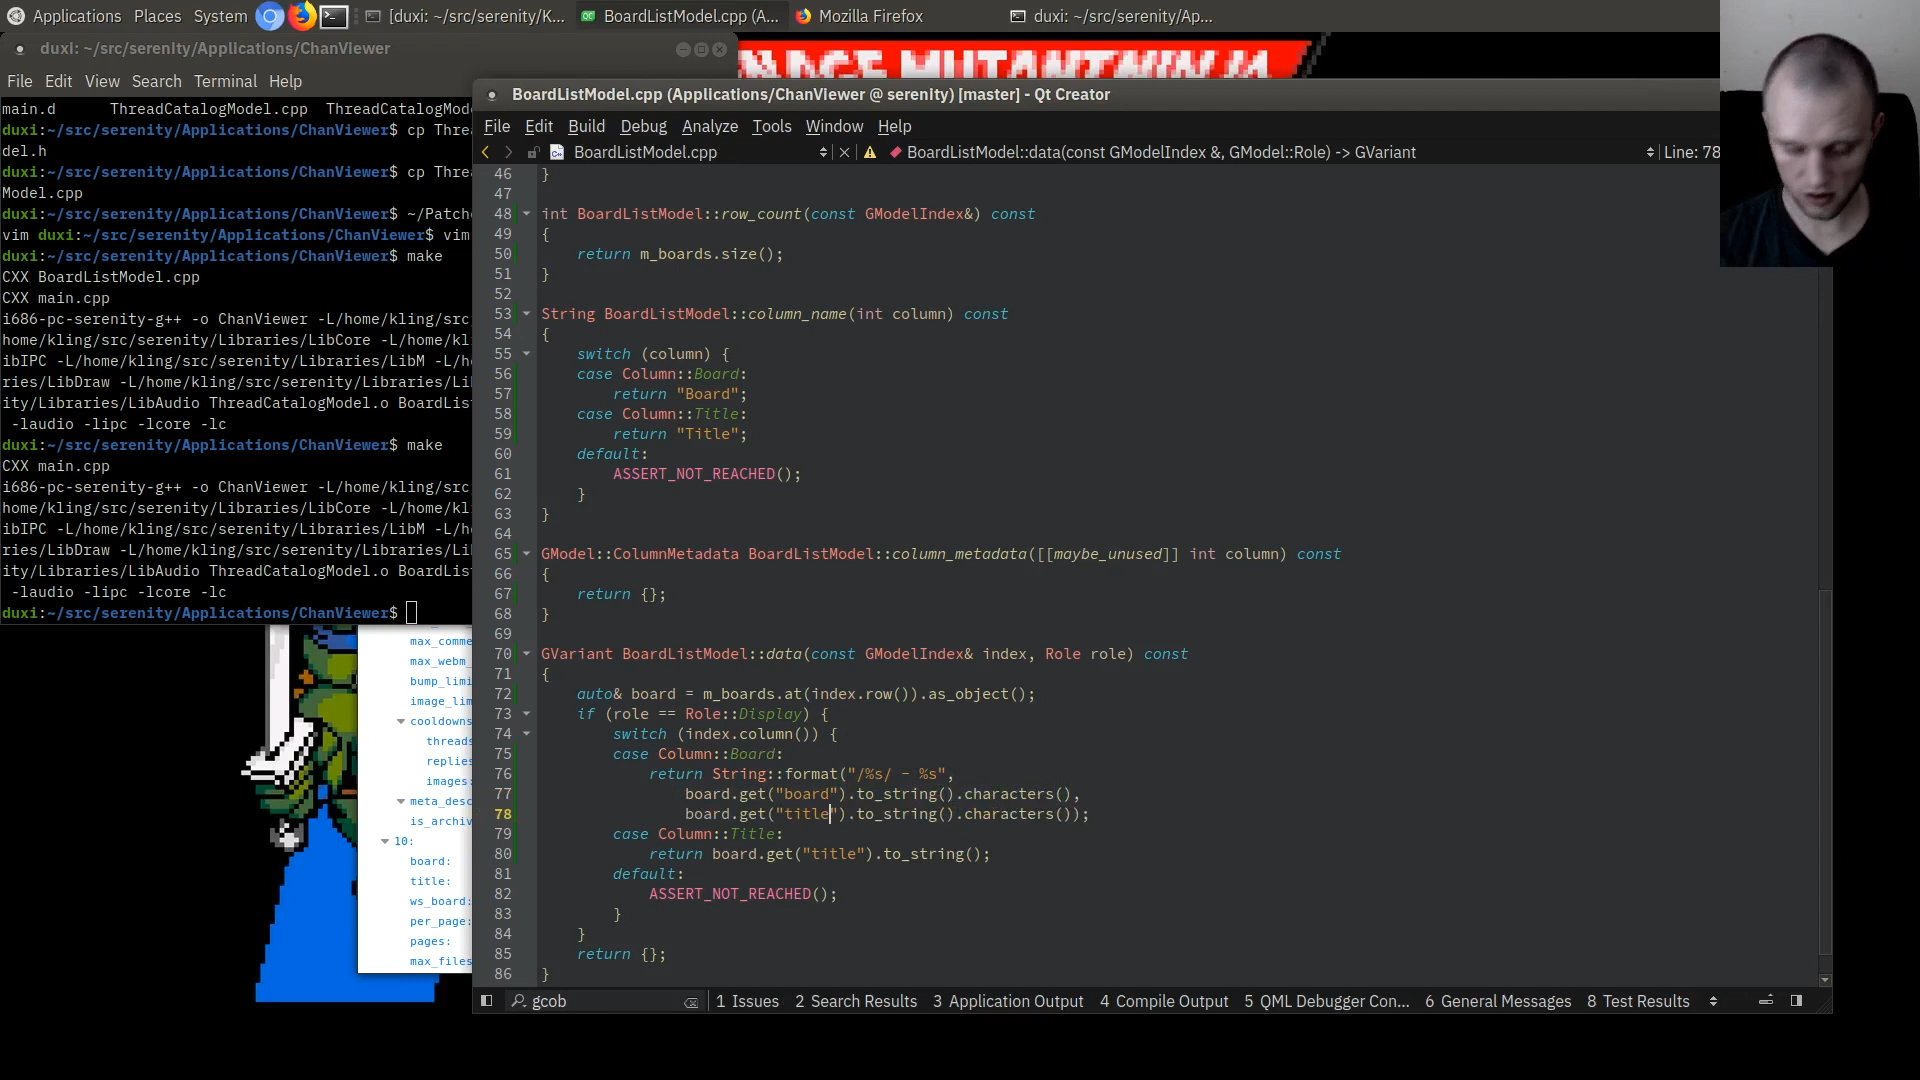 Applications Places System [duxi: ~/src/serenity/K... BoardListModel.cpp (A... Mozilla Firefox duxi: ~/src/serenity/Ap...
duxi: ~/src/serenity/Applications/ChanViewer
File Edit View Search Terminal Help
main.d ThreadCatalogModel.cpp ThreadCatalogMod
duxi:~/src/serenity/Applications/ChanViewer$ cp Thre
del.h
duxi:~/src/serenity/Applications/ChanViewer$ cp Thre
Model.cpp
duxi:~/src/serenity/Applications/ChanViewer$ ~/Patch
vim duxi:~/src/serenity/Applications/ChanViewer$ vim
duxi:~/src/serenity/Applications/ChanViewer$ make
CXX BoardListModel.cpp
CXX main.cpp
i686-pc-serenity-g++ -o ChanViewer -L/home/kling/src
home/kling/src/serenity/Libraries/LibCore -L/home/kl
ibIPC -L/home/kling/src/serenity/Libraries/LibM -L/h
ries/LibDraw -L/home/kling/src/serenity/Libraries/Li
ity/Libraries/LibAudio ThreadCatalogModel.o BoardLis
-laudio -lipc -lcore -lc
duxi:~/src/serenity/Applications/ChanViewer$ make
CXX main.cpp
i686-pc-serenity-g++ -o ChanViewer -L/home/kling/src
home/kling/src/serenity/Libraries/LibCore -L/home/kl
ibIPC -L/home/kling/src/serenity/Libraries/LibM -L/h
ries/LibDraw -L/home/kling/src/serenity/Libraries/Li
ity/Libraries/LibAudio ThreadCatalogModel.o BoardLis
-laudio -lipc -lcore -lc
duxi:~/src/serenity/Applications/ChanViewer$
max_comme
max_webm_
bump_limi
image_lim
cooldowns
threads
replies
images:
meta_desc
is_archiv
10:
board:
title:
ws_board:
per_page:
pages:
max_files
BoardListModel.cpp (Applications/ChanViewer @ serenity) [master] - Qt Creator
File Edit Build Debug Analyze Tools Window Help
BoardListModel.cpp BoardListModel::data(const GModelIndex &, GModel::Role) -> GVariant Line: 78
46 }
47
48 int BoardListModel::row_count(const GModelIndex&) const
49 {
50 return m_boards.size();
51 }
52
53 String BoardListModel::column_name(int column) const
54 {
55 switch (column) {
56 case Column::Board:
57 return "Board";
58 case Column::Title:
59 return "Title";
60 default:
61 ASSERT_NOT_REACHED();
62 }
63 }
64
65 GModel::ColumnMetadata BoardListModel::column_metadata([[maybe_unused]] int column) const
66 {
67 return {};
68 }
69
70 GVariant BoardListModel::data(const GModelIndex& index, Role role) const
71 {
72 auto& board = m_boards.at(index.row()).as_object();
73 if (role == Role::Display) {
74 switch (index.column()) {
75 case Column::Board:
76 return String::format("/%s/ - %s",
77 board.get("board").to_string().characters(),
78 board.get("title").to_string().characters());
79 case Column::Title:
80 return board.get("title").to_string();
81 default:
82 ASSERT_NOT_REACHED();
83 }
84 }
85 return {};
86 }
gcob 1 Issues 2 Search Results 3 Application Output 4 Compile Output 5 QML Debugger Con... 6 General Messages 8 Test Results